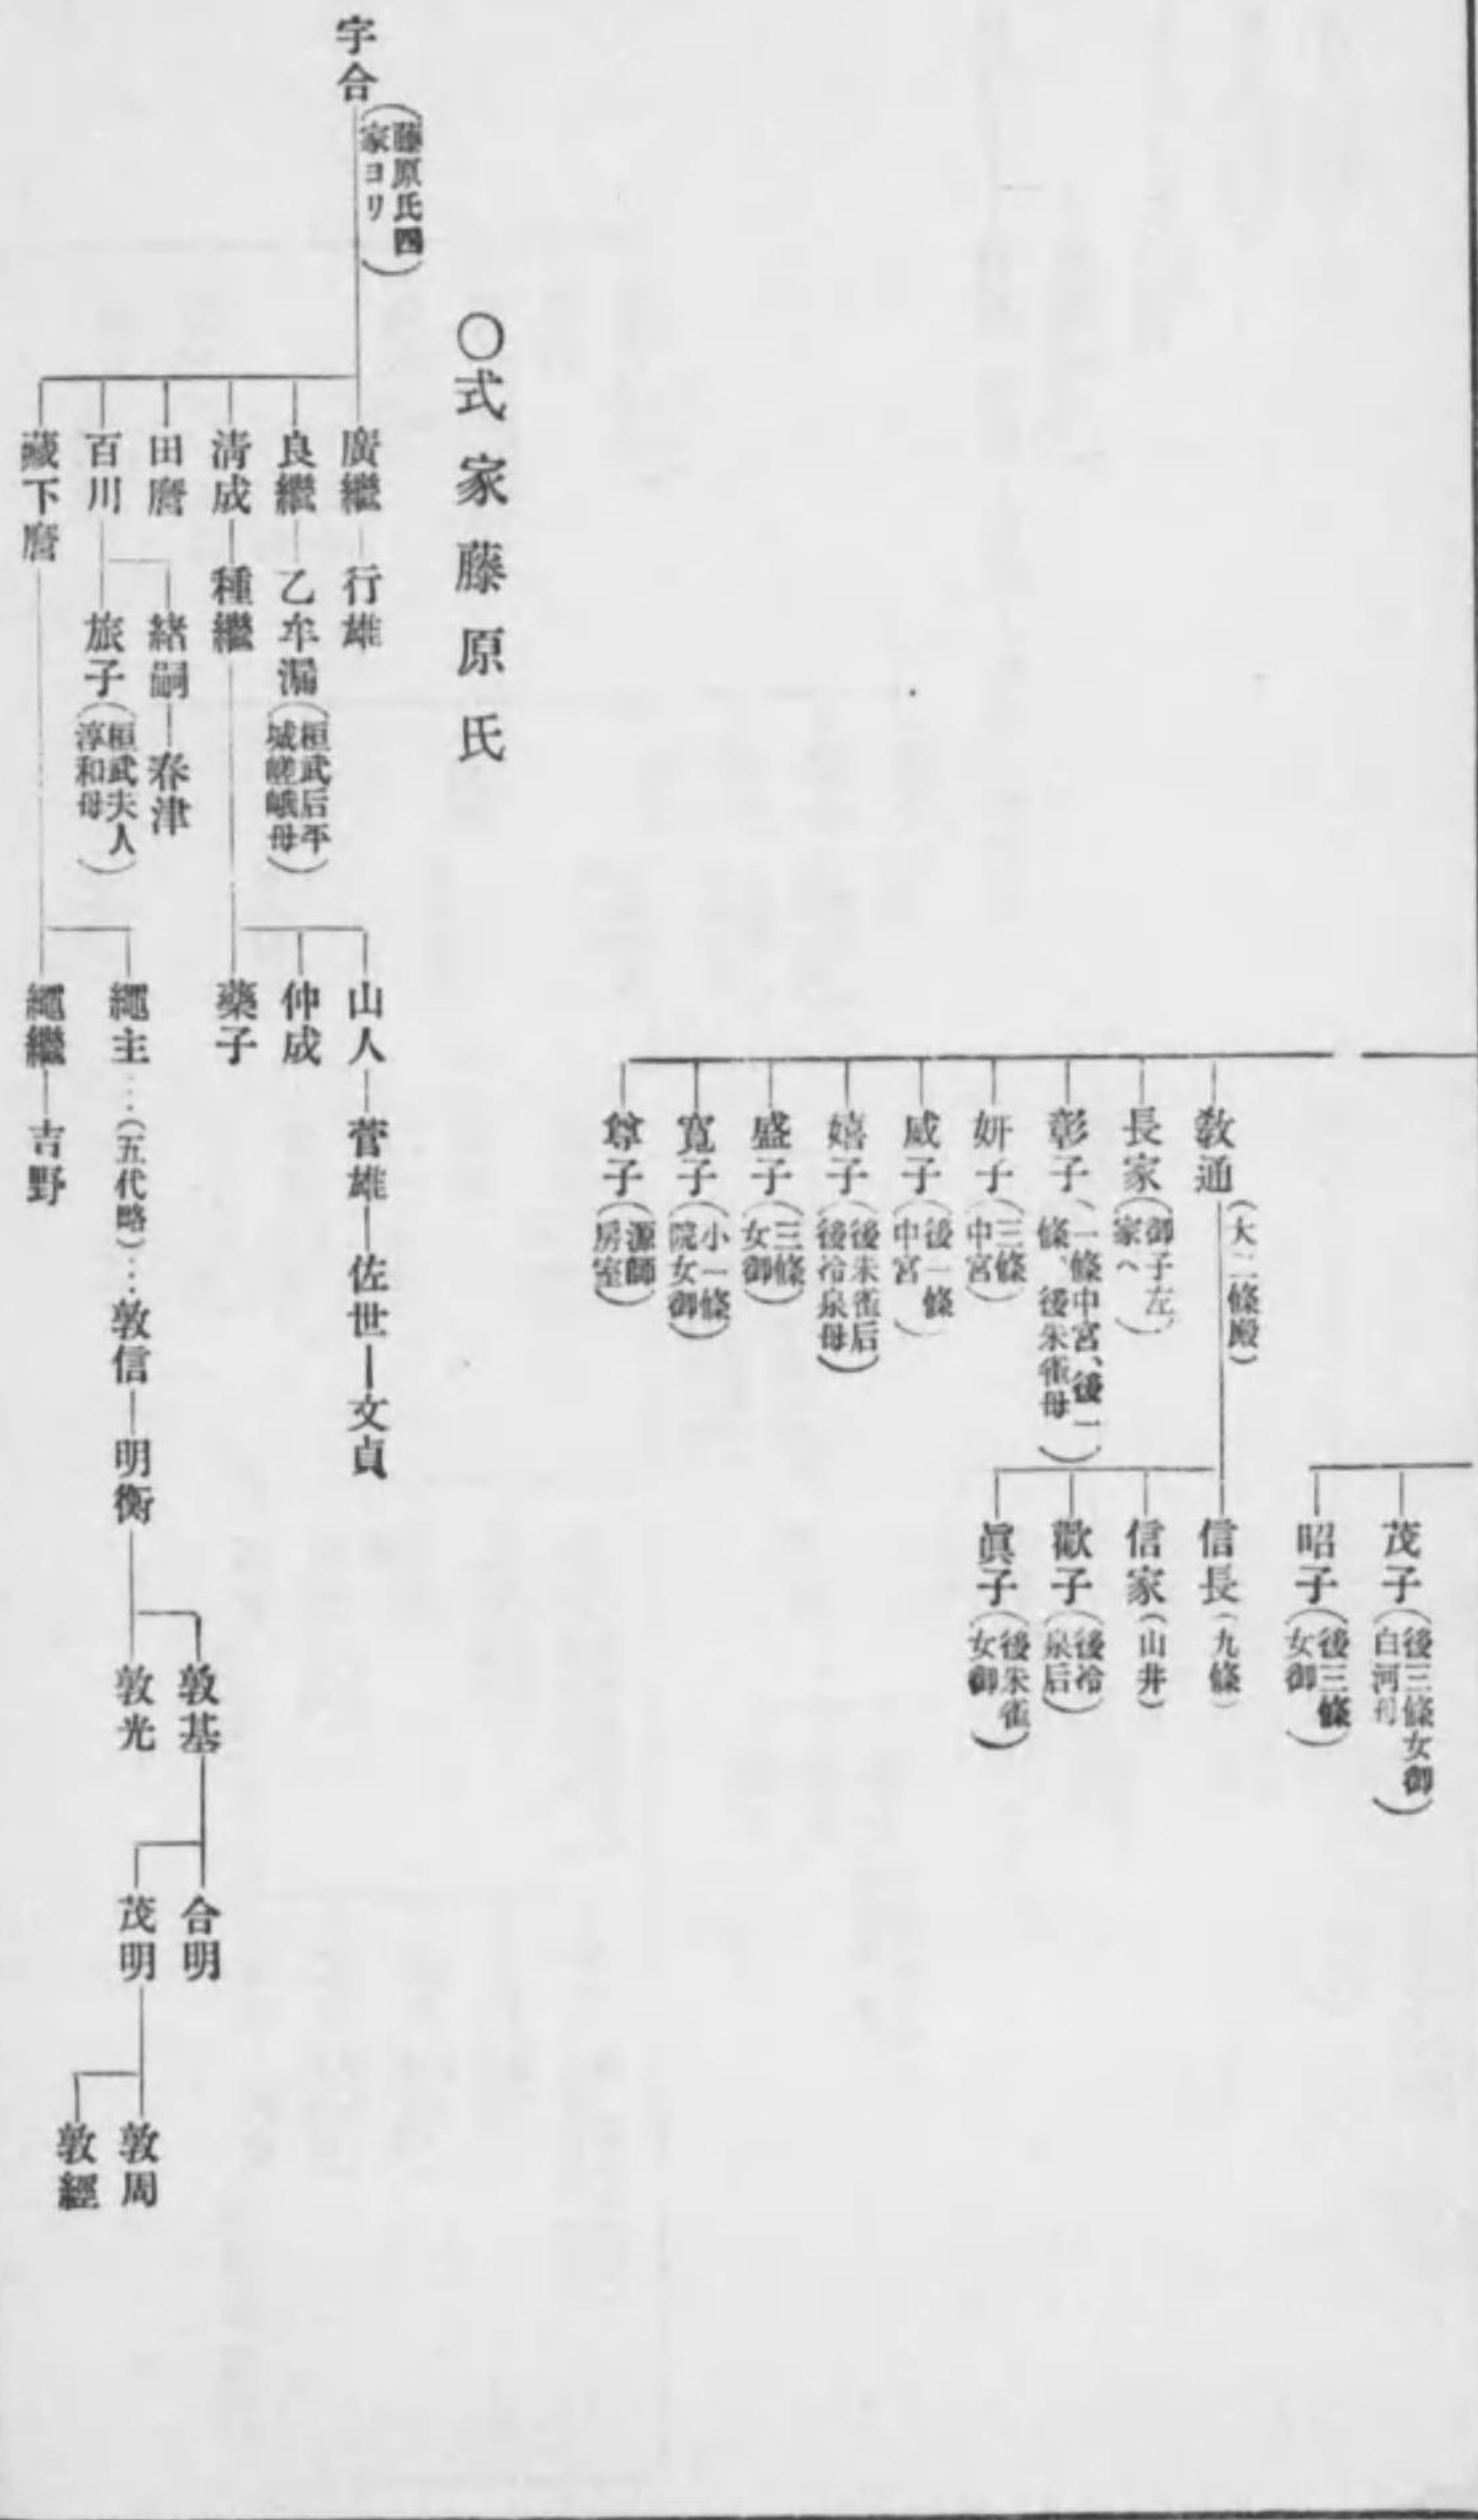 茂子(後三條女御白河母)
昭子(後三條女御)
教通(大二條殿)
長家(御子左家へ)
彰子(一條中宮、後一條、後朱雀母)
妍子(三條中宮)
威子(後一條中宮)
嬉子(後朱雀后後冷泉母)
盛子(三條女御)
寬子(小一條院女御)
尊子(源師房室)
信長(九條)
信家(山井)
歡子(後冷泉后)
眞子(後朱雀女御)
〇式家藤原氏
宇合(藤原氏四家ヨリ)
廣繼―行雄
良繼―乙牟漏(桓武后平城嵯峨母)
淸成―種繼
山人―菅雄―佐世―文貞
仲成
藥子
田麿
百川
緖嗣―春津
旅子(桓武夫人淳和母)
藏下麿
繩主…(五代略)…敦信―明衡
敦基
敦光
合明
茂明
敦周
敦經
繩繼―吉野